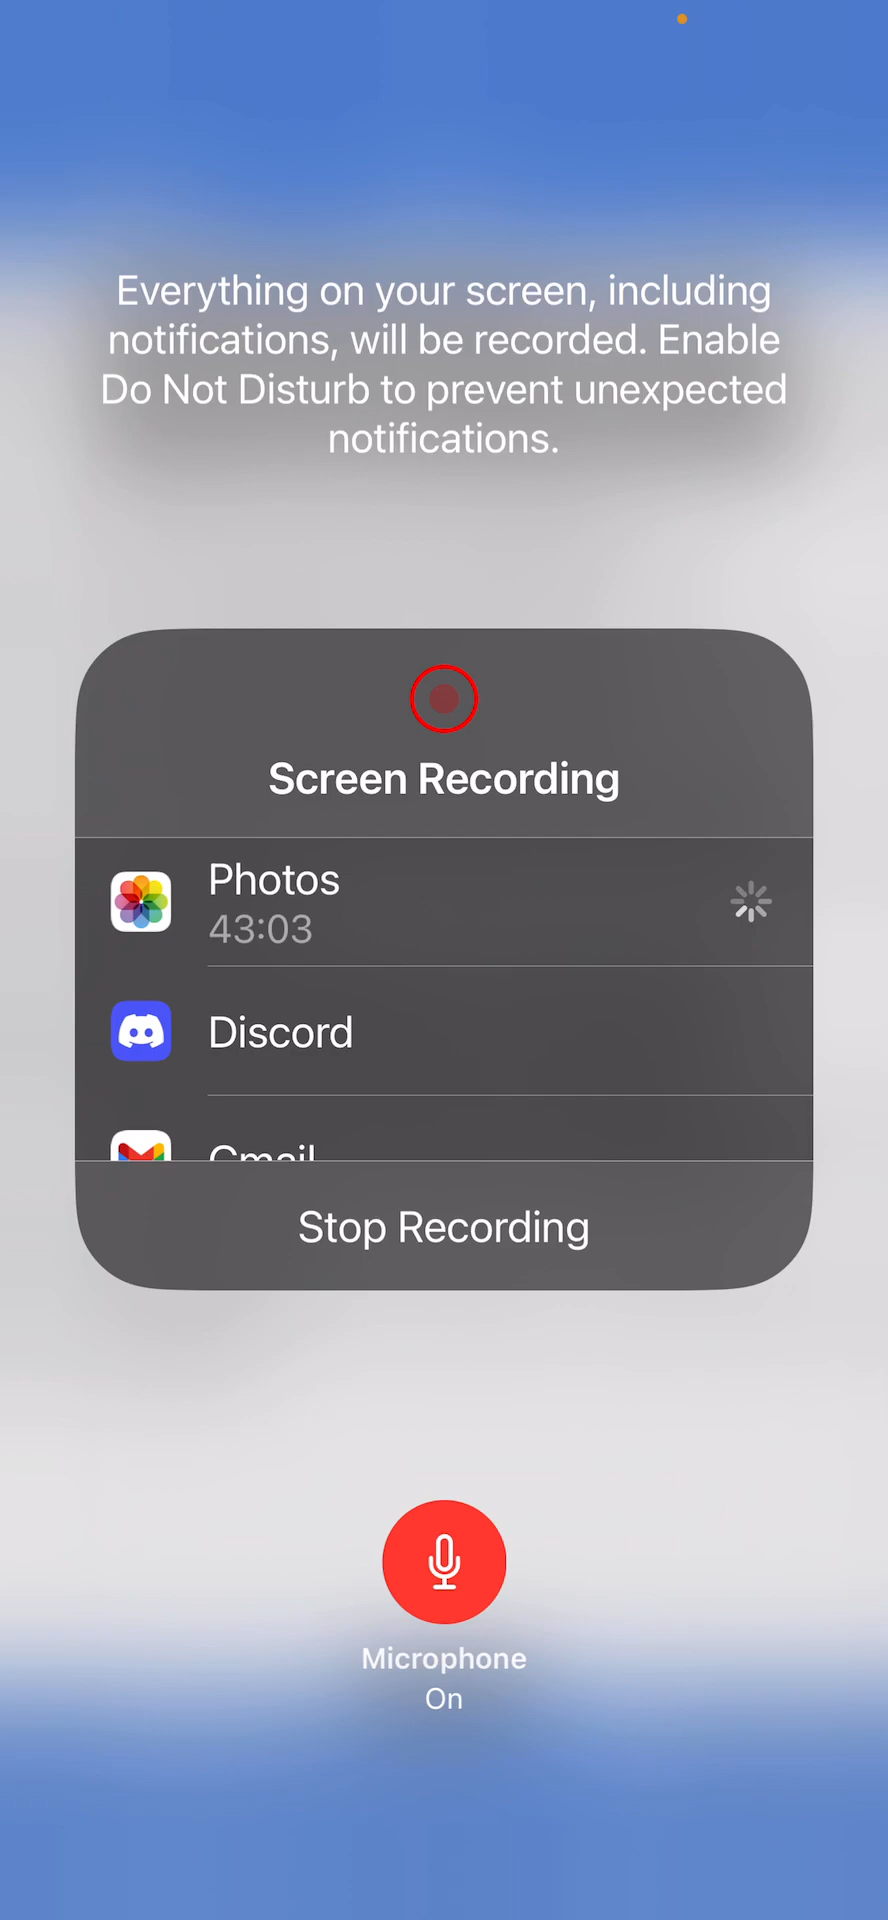 Everything on your screen, including
notifications, will be recorded. Enable
Do Not Disturb to prevent unexpected
notifications.
Screen Recording
Photos
43:03
Discord
Gmail
Stop Recording
Microphone
On